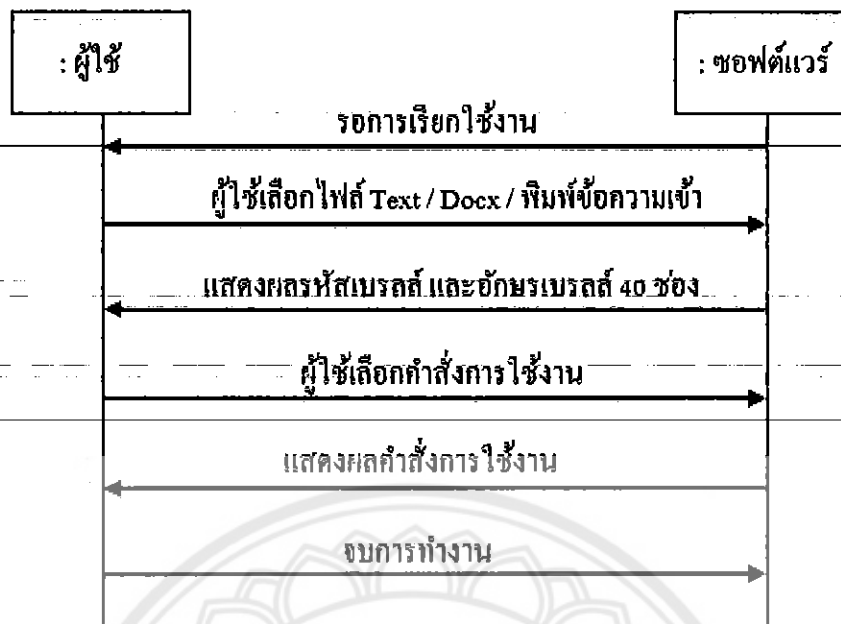 : ผู้ใช้
: ซอฟต์แวร์
รอการเรียกใช้งาน
ผู้ใช้เลือกไฟล์ Text / Docx / พิมพ์ข้อความเข้า
แสดงผลรหัสเบรลล์ และอักษรเบรลล์ 40 ช่อง
ผู้ใช้เลือกคำสั่งการใช้งาน
แสดงผลคำสั่งการใช้งาน
จบการทำงาน